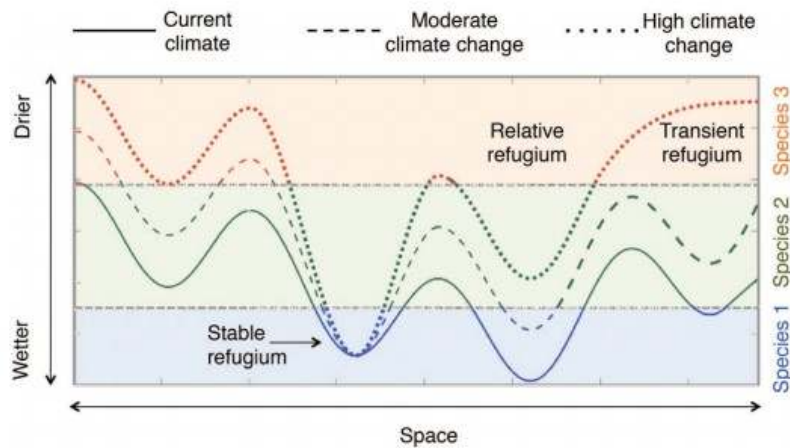 Current
climate
Moderate
climate change
High climate
change
Drier
Wetter
Relative
refugium
Transient
refugium
Stable
refugium
Species 3
Species 2
Species 1
Space